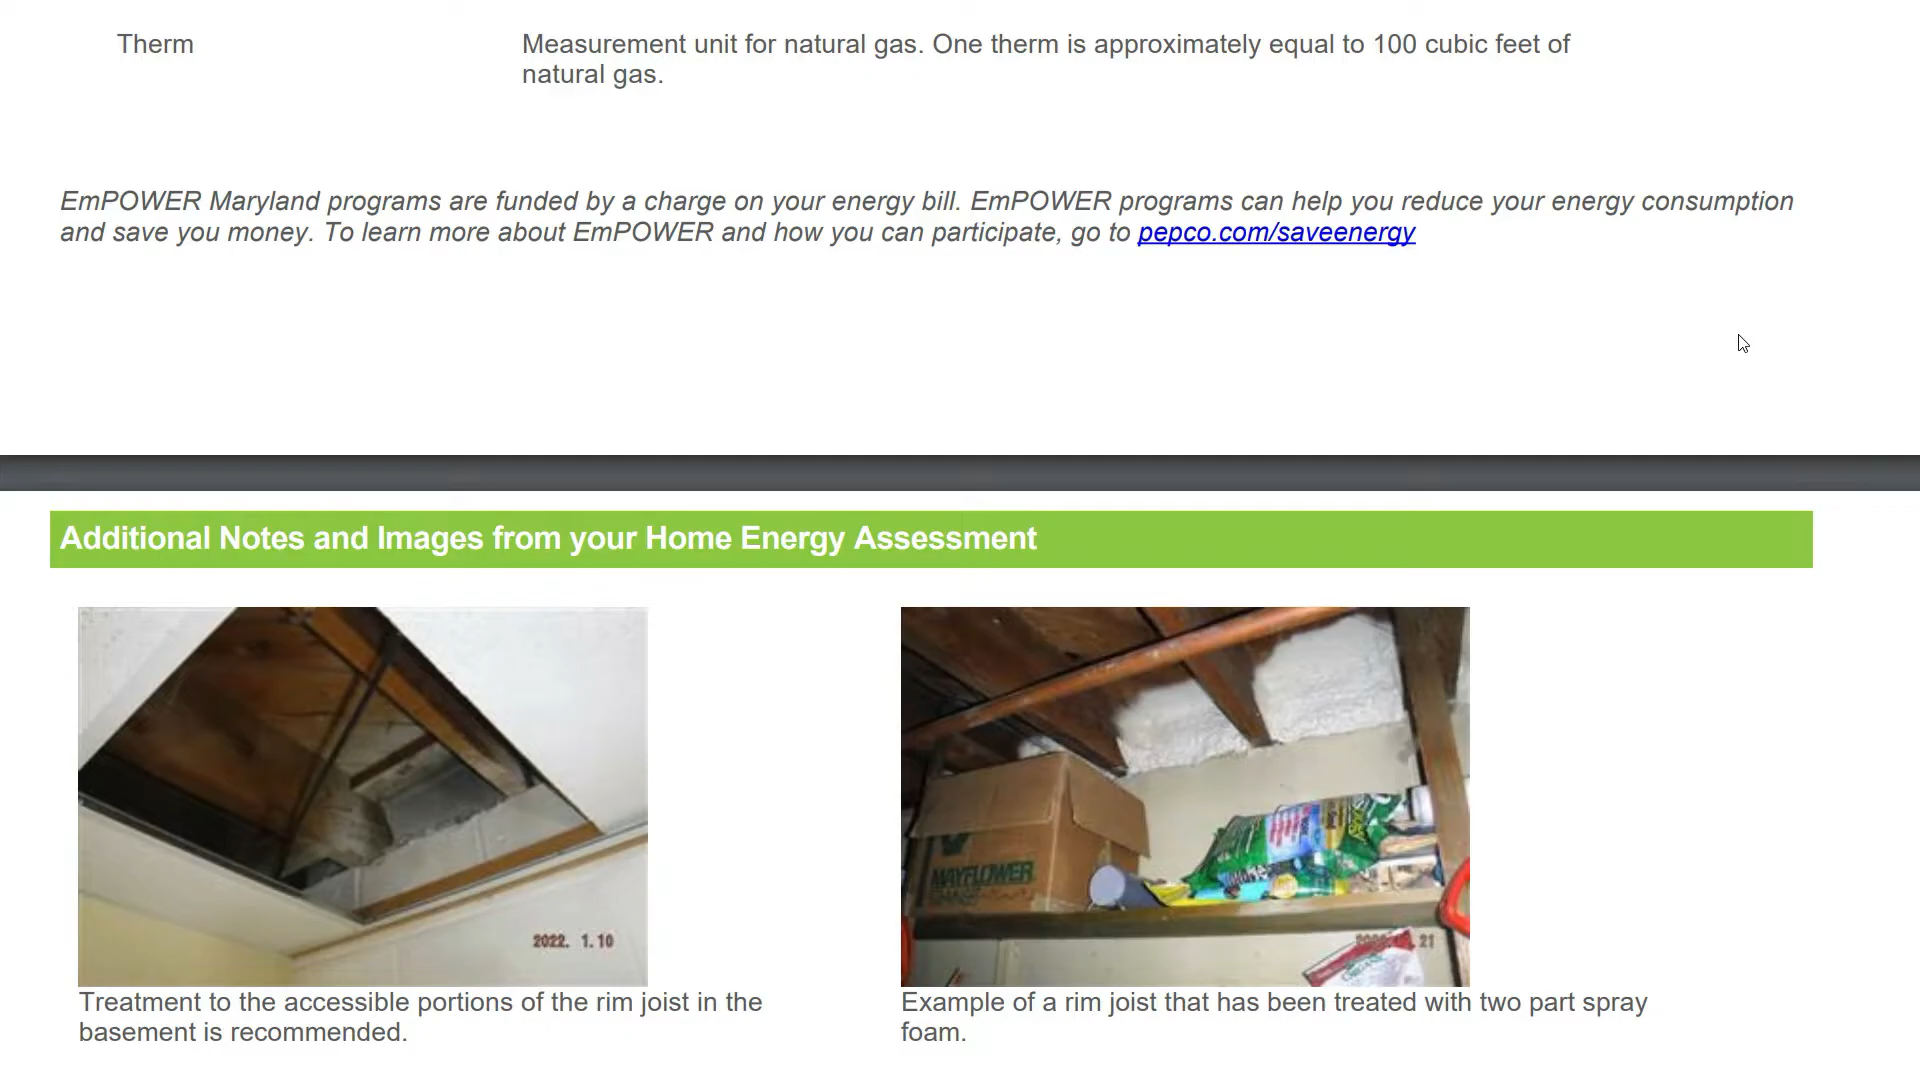 Therm
Measurement unit for natural gas. One therm is approximately equal to 100 cubic feet of
natural gas.
EmPOWER Maryland programs are funded by a charge on your energy bill. EmPOWER programs can help you reduce your energy consumption
and save you money. To learn more about EmPOWER and how you can participate, go to pepco.com/saveenergy
Additional Notes and Images from your Home Energy Assessment
2022. 1.10
MAYFLOWER
21
Treatment to the accessible portions of the rim joist in the
basement is recommended.
Example of a rim joist that has been treated with two part spray
foam.